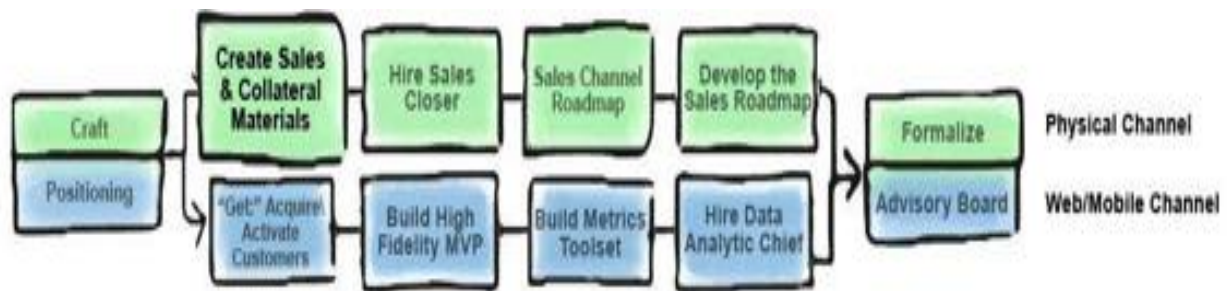 Craft
Positioning
Create Sales
& Collateral
Materials
Hire Sales
Closer
Sales Channel
Roadmap
Develop the
Sales Roadmap
"Get:" Acquire\
Activate
Customers
Build High
Fidelity MVP
Build Metrics
Toolset
Hire Data
Analytic Chief
Formalize
Advisory Board
Physical Channel
Web/Mobile Channel